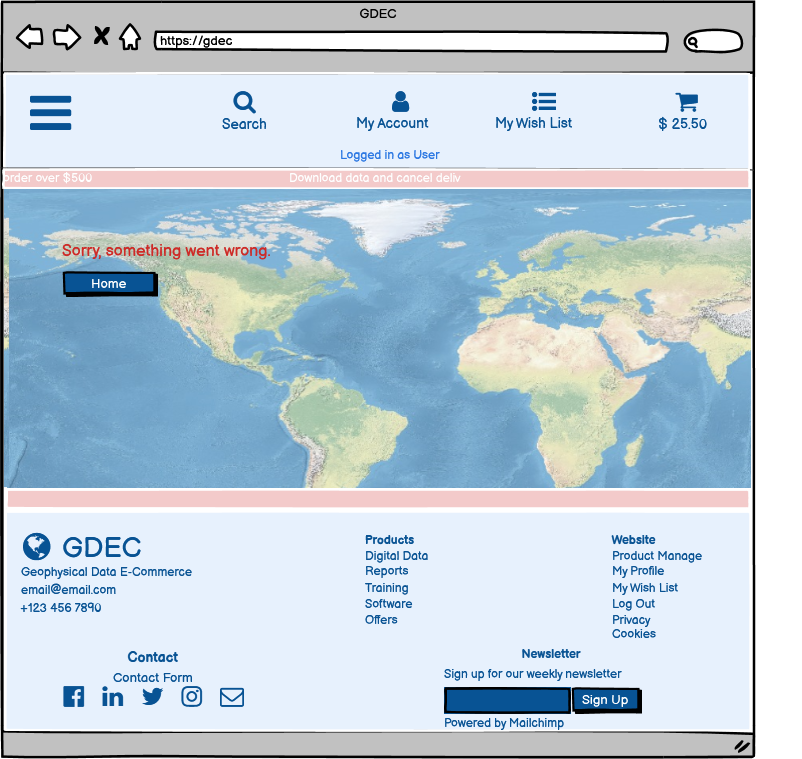 GDEC
https://gdec
Search
My Account
My Wish List
$ 25.50
Logged in as User
order over $500 Download data and cancel deliv
Sorry, something went wrong.
Home
GDEC
Geophysical Data E-Commerce
email@email.com
+123 456 7890
Products
Digital Data
Reports
Training
Software
Offers
Website
Product Manage
My Profile
My Wish List
Log Out
Privacy
Cookies
Contact
Contact Form
Newsletter
Sign up for our weekly newsletter
Sign Up
Powered by Mailchimp